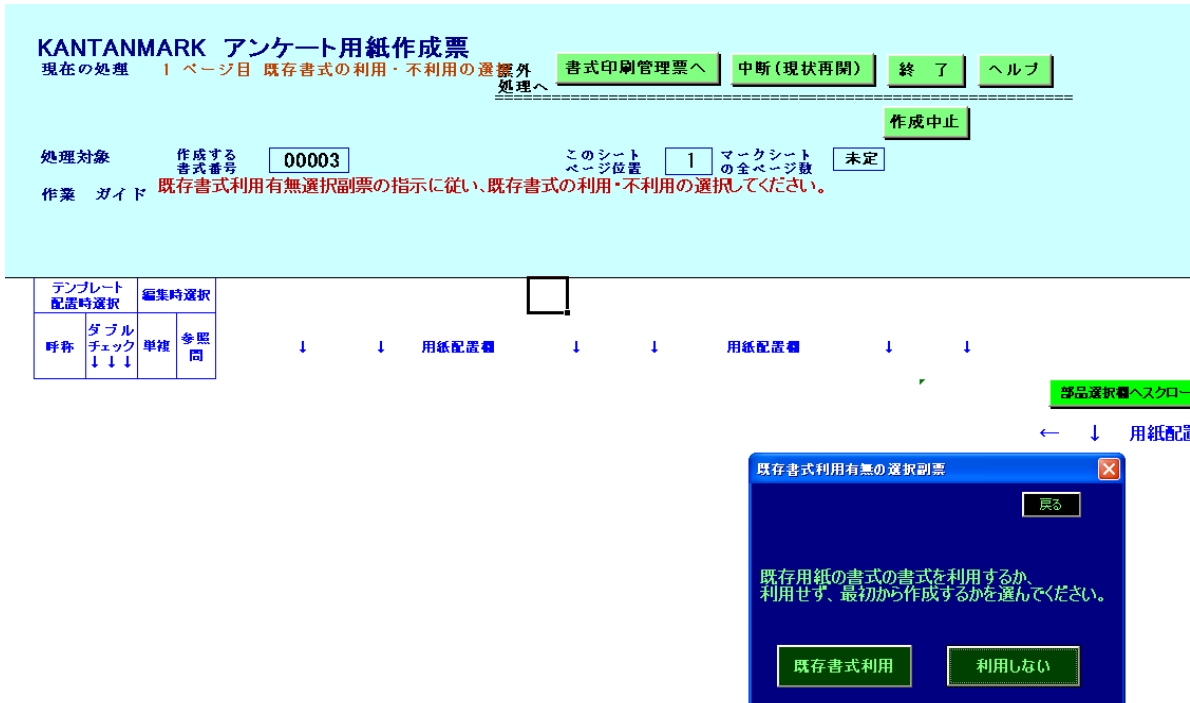 KANTANMARK アンケート用紙作成票
現在の処理 1 ページ目 既存書式の利用・不利用の選択
票外
処理へ
書式印刷管理票へ 中断(現状再開) 終 了 ヘルプ
作成中止
処理対象 作成する
書式番号 00003
このシート
ページ位置 1
マークシート
の全ページ数 未定
作業 ガイド 既存書式利用有無選択副票の指示に従い、既存書式の利用・不利用の選択してください。
テンプレート
配置時選択 編集時選択
呼称 ダブル
チェック
↓↓↓ 単複 参照
問
↓ ↓ 用紙配置欄 ↓ ↓ 用紙配置欄 ↓ ↓
部品選択欄へスクロー
← ↓ 用紙配置
既存書式利用有無の選択副票
戻る
既存用紙の書式の書式を利用するか、
利用せず、最初から作成するかを選んでください。
既存書式利用 利用しない